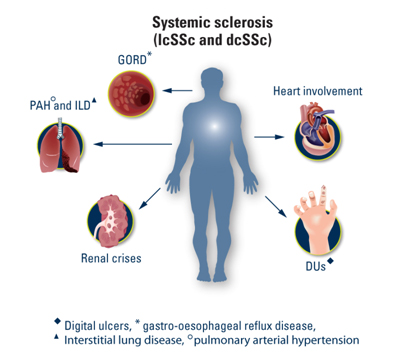 Systemic sclerosis
(lcSSc and dcSSc)
GORD*
PAH○and ILD▲
Heart involvement
Renal crises
DUs◆
◆ Digital ulcers, * gastro-oesophageal reflux disease,
▲ Interstitial lung disease, ○pulmonary arterial hypertension